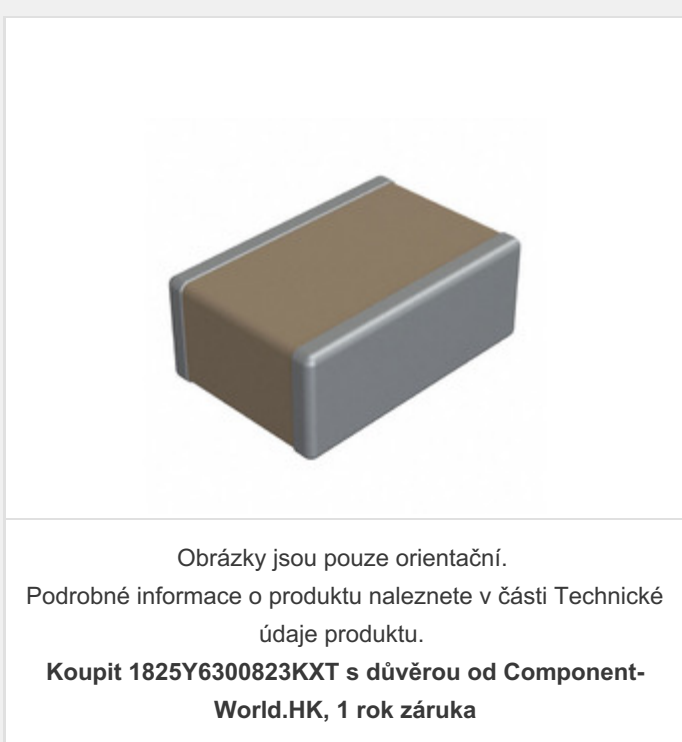 Obrázky jsou pouze orientační.
Podrobné informace o produktu naleznete v části Technické
údaje produktu.
Koupit 1825Y6300823KXT s důvěrou od Component-
World.HK, 1 rok záruka